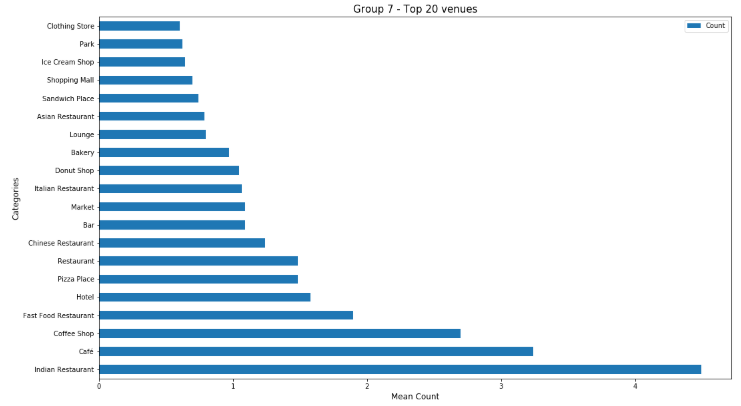 Group 7 - Top 20 venues
Count
Categories
Clothing Store
Park
Ice Cream Shop
Shopping Mall
Sandwich Place
Asian Restaurant
Lounge
Bakery
Donut Shop
Italian Restaurant
Market
Bar
Chinese Restaurant
Restaurant
Pizza Place
Hotel
Fast Food Restaurant
Coffee Shop
Café
Indian Restaurant
0 1 2 3 4
Mean Count